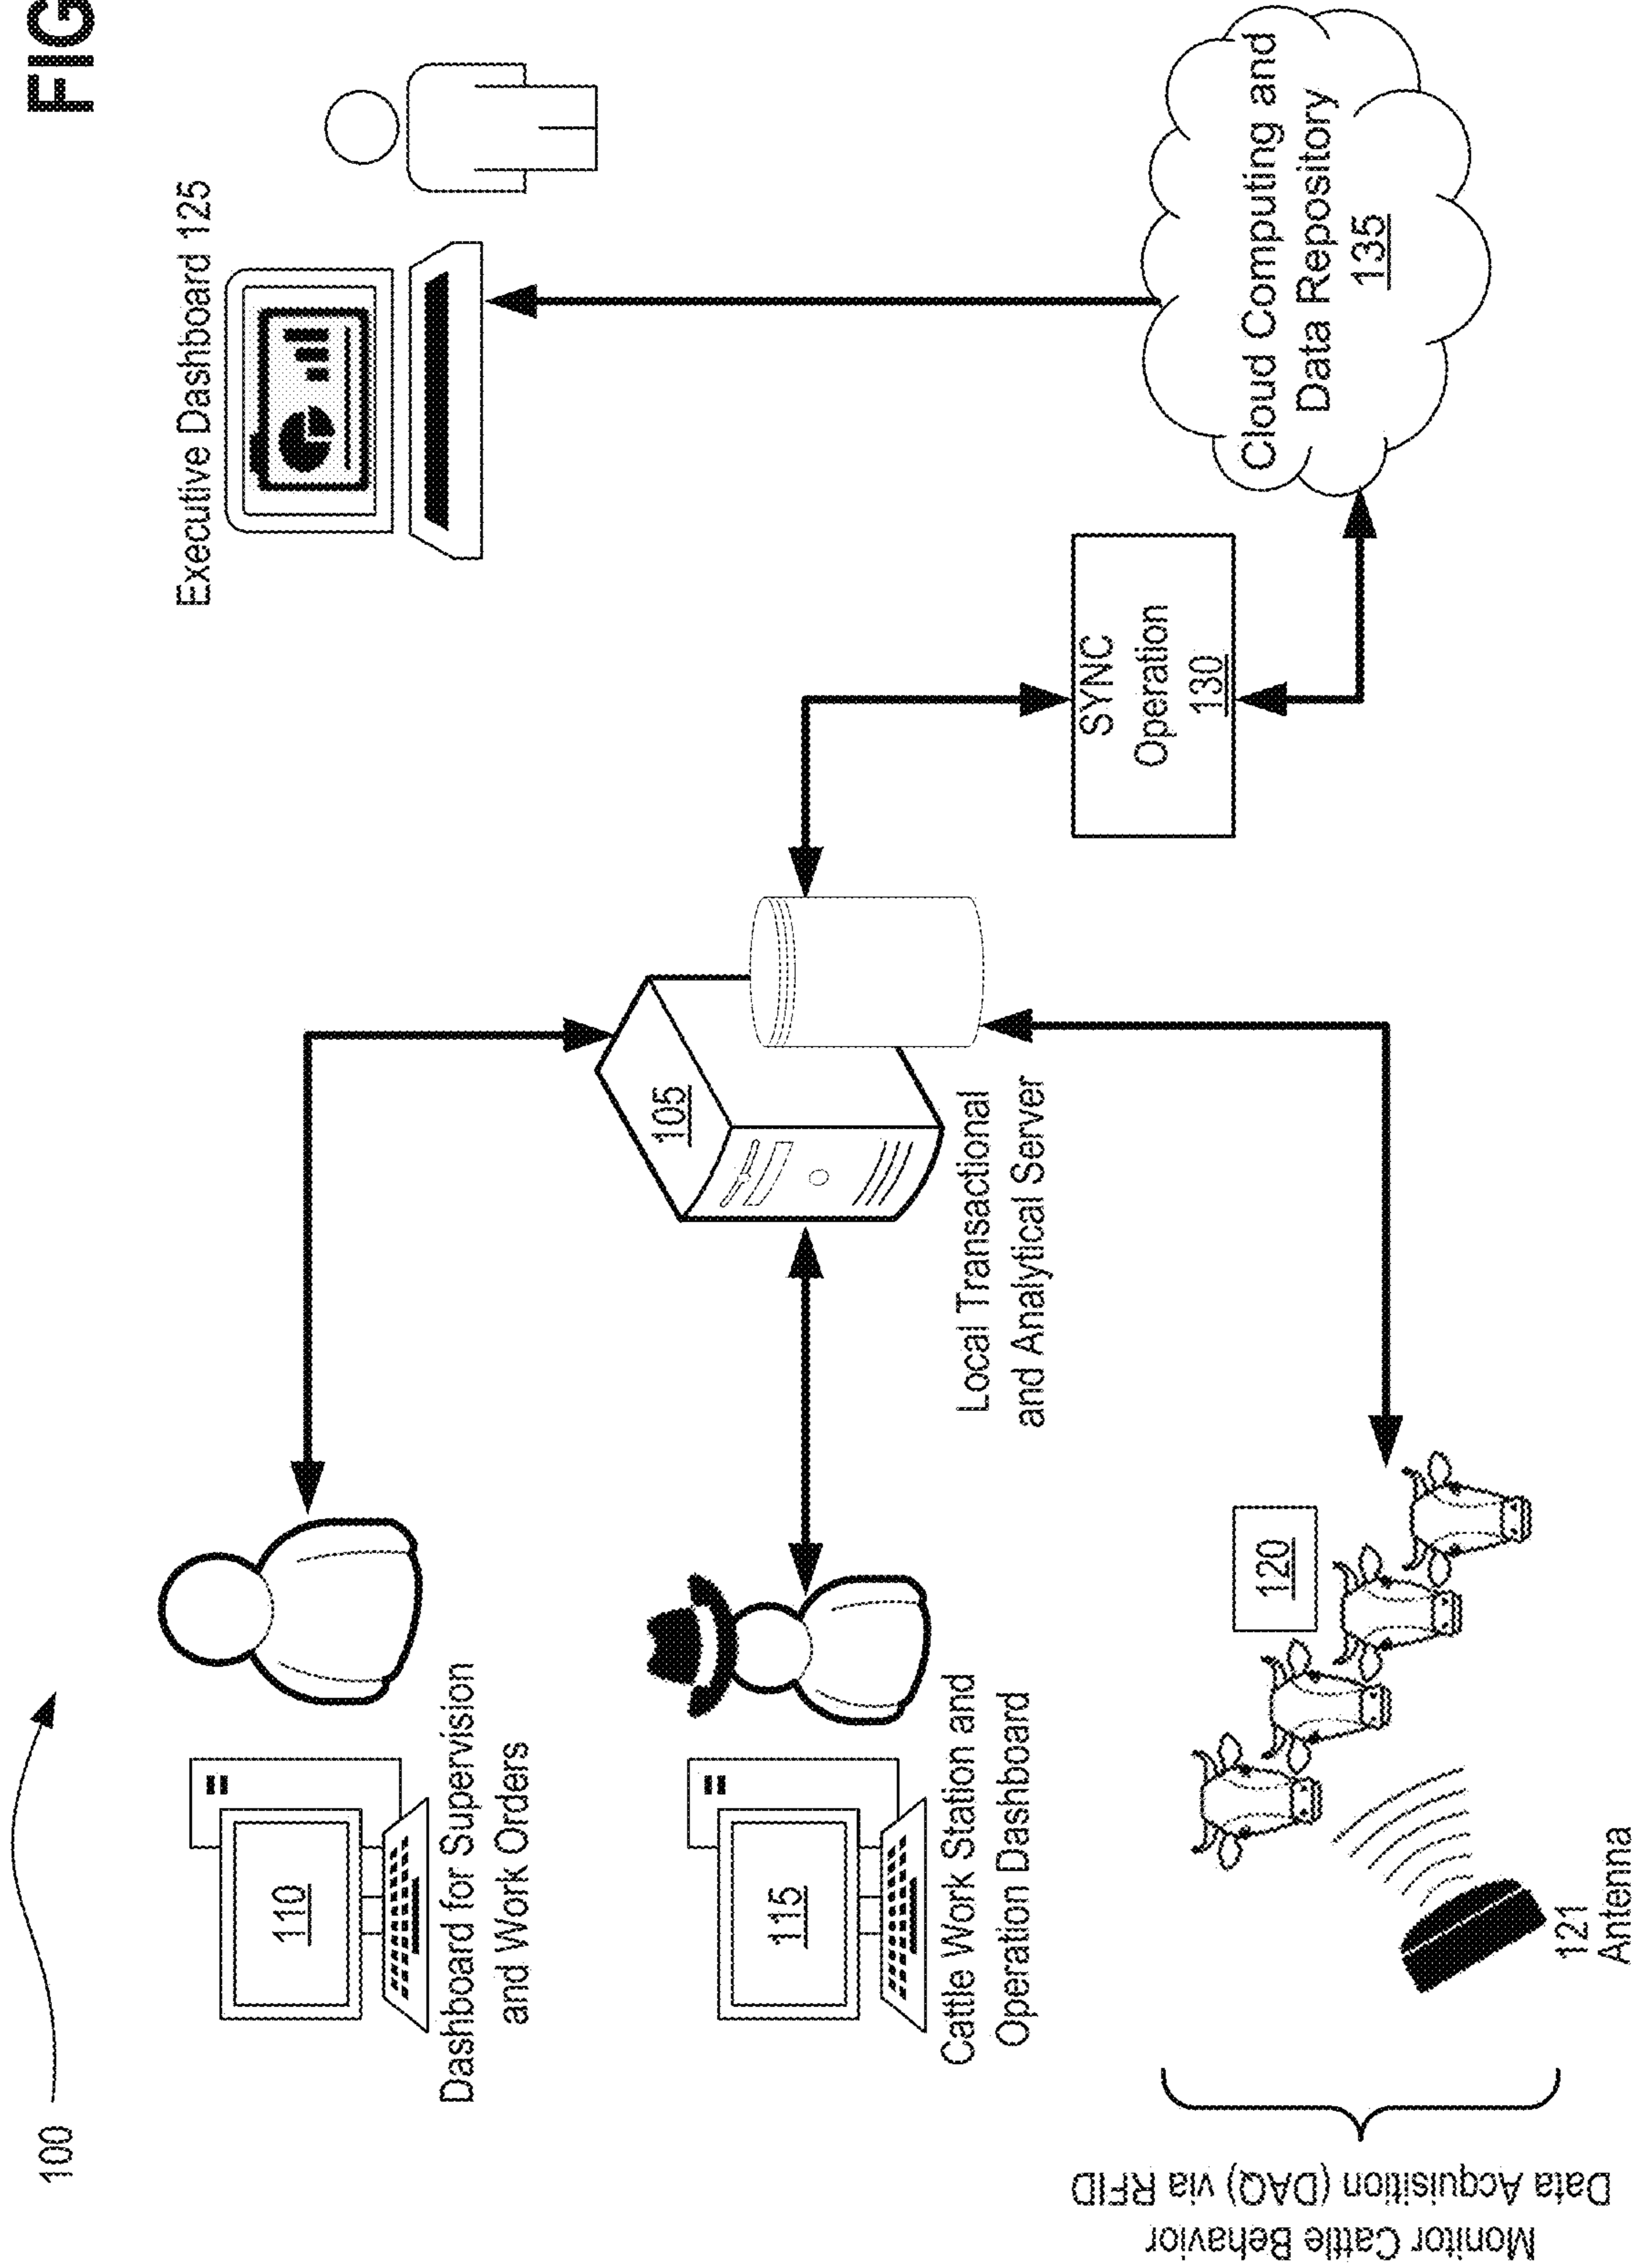 FIG
100
Executive Dashboard 125
110
Dashboard for Supervision
and Work Orders
105
Local Transactional
and Analytical Server
115
Cattle Work Station and
Operation Dashboard
SYNC
Operation
130
Cloud Computing and
Data Repository
135
120
121
Antenna
Monitor Cattle Behavior
Data Acquisition (DAQ) via RFID